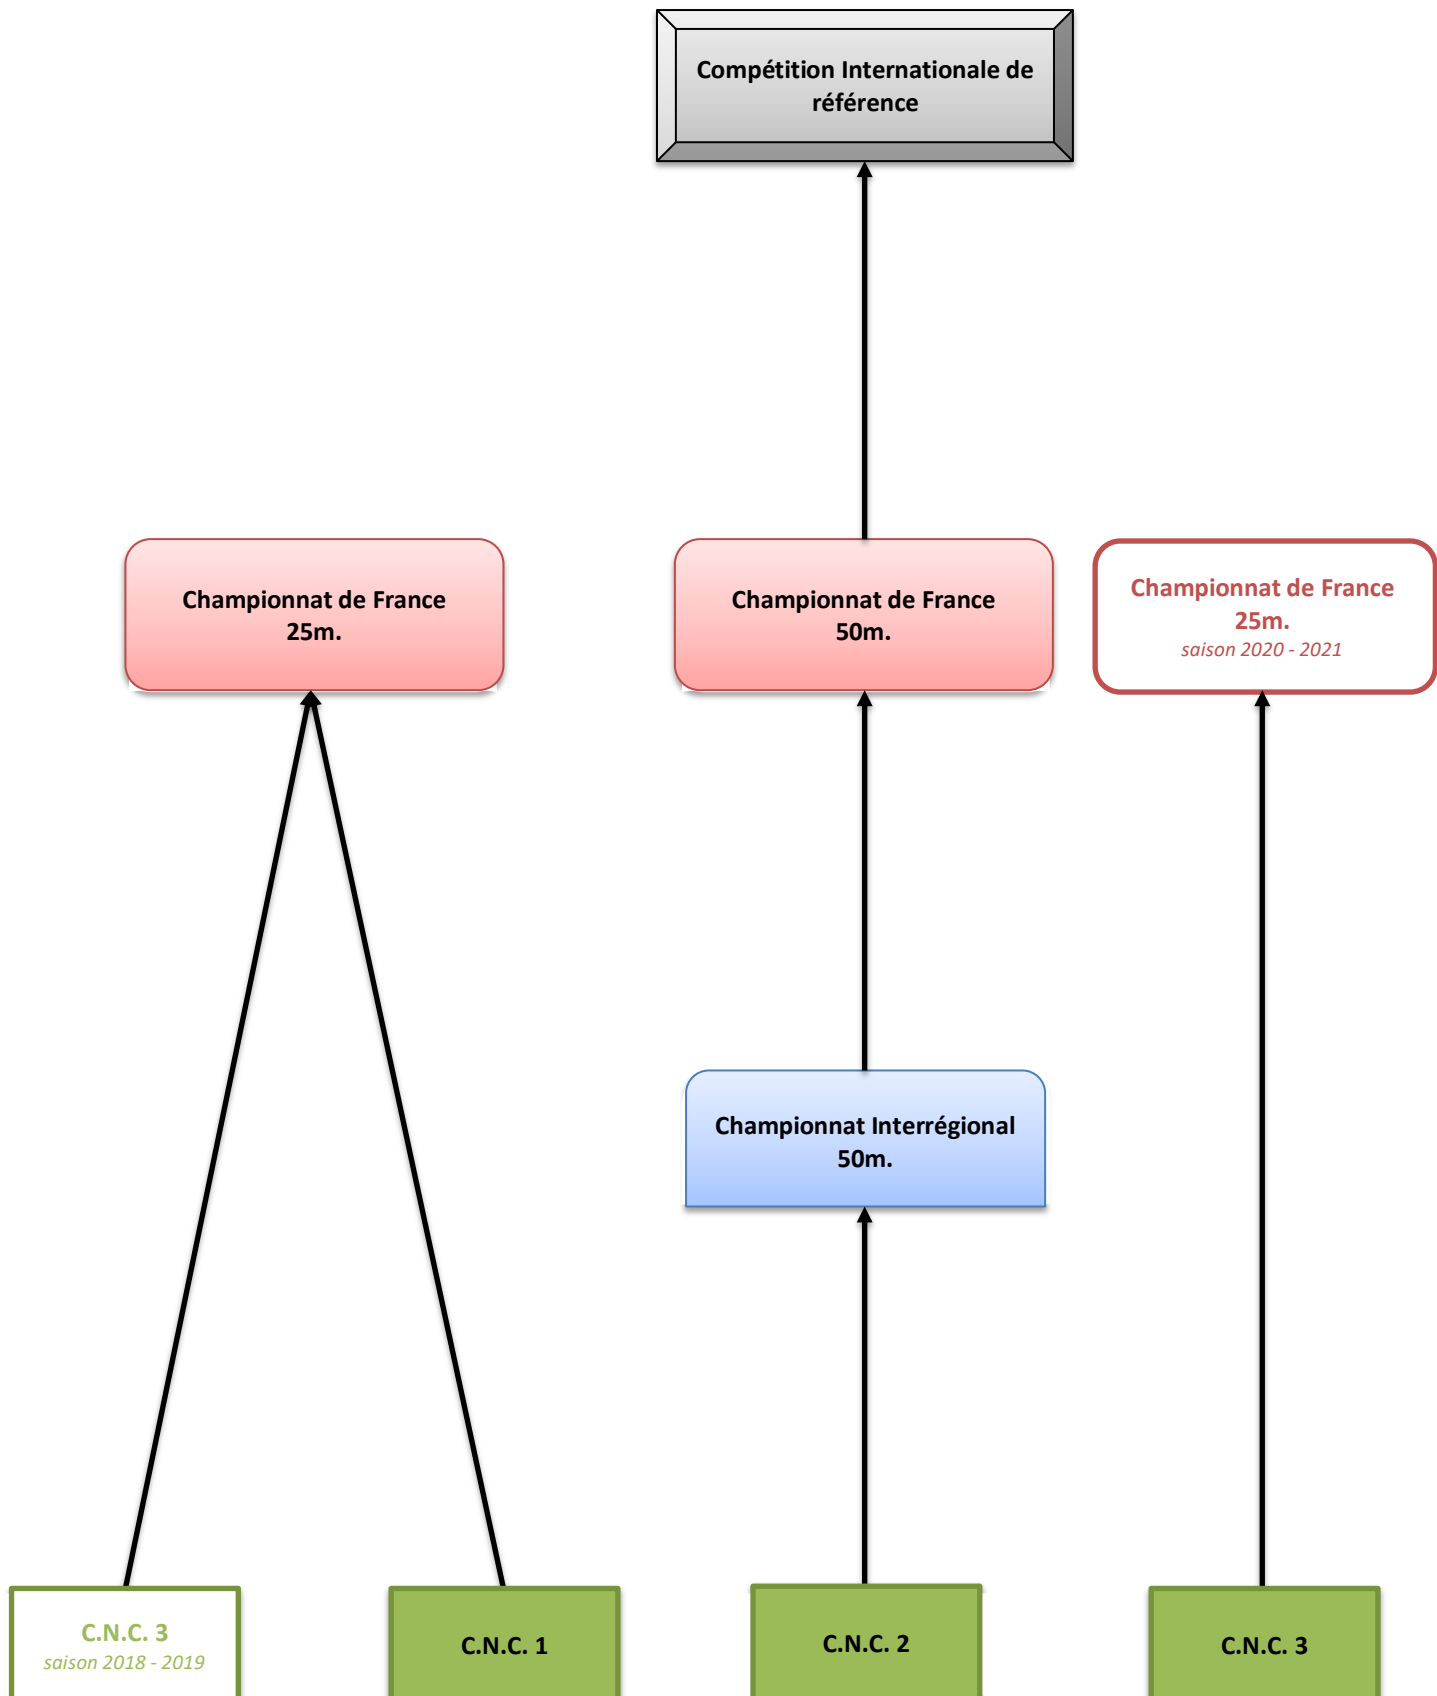 Compétition Internationale de
référence
Championnat de France
25m.
Championnat de France
50m.
Championnat de France
25m.
saison 2020 - 2021
Championnat Interrégional
50m.
C.N.C. 3
saison 2018 - 2019
C.N.C. 1
C.N.C. 2
C.N.C. 3